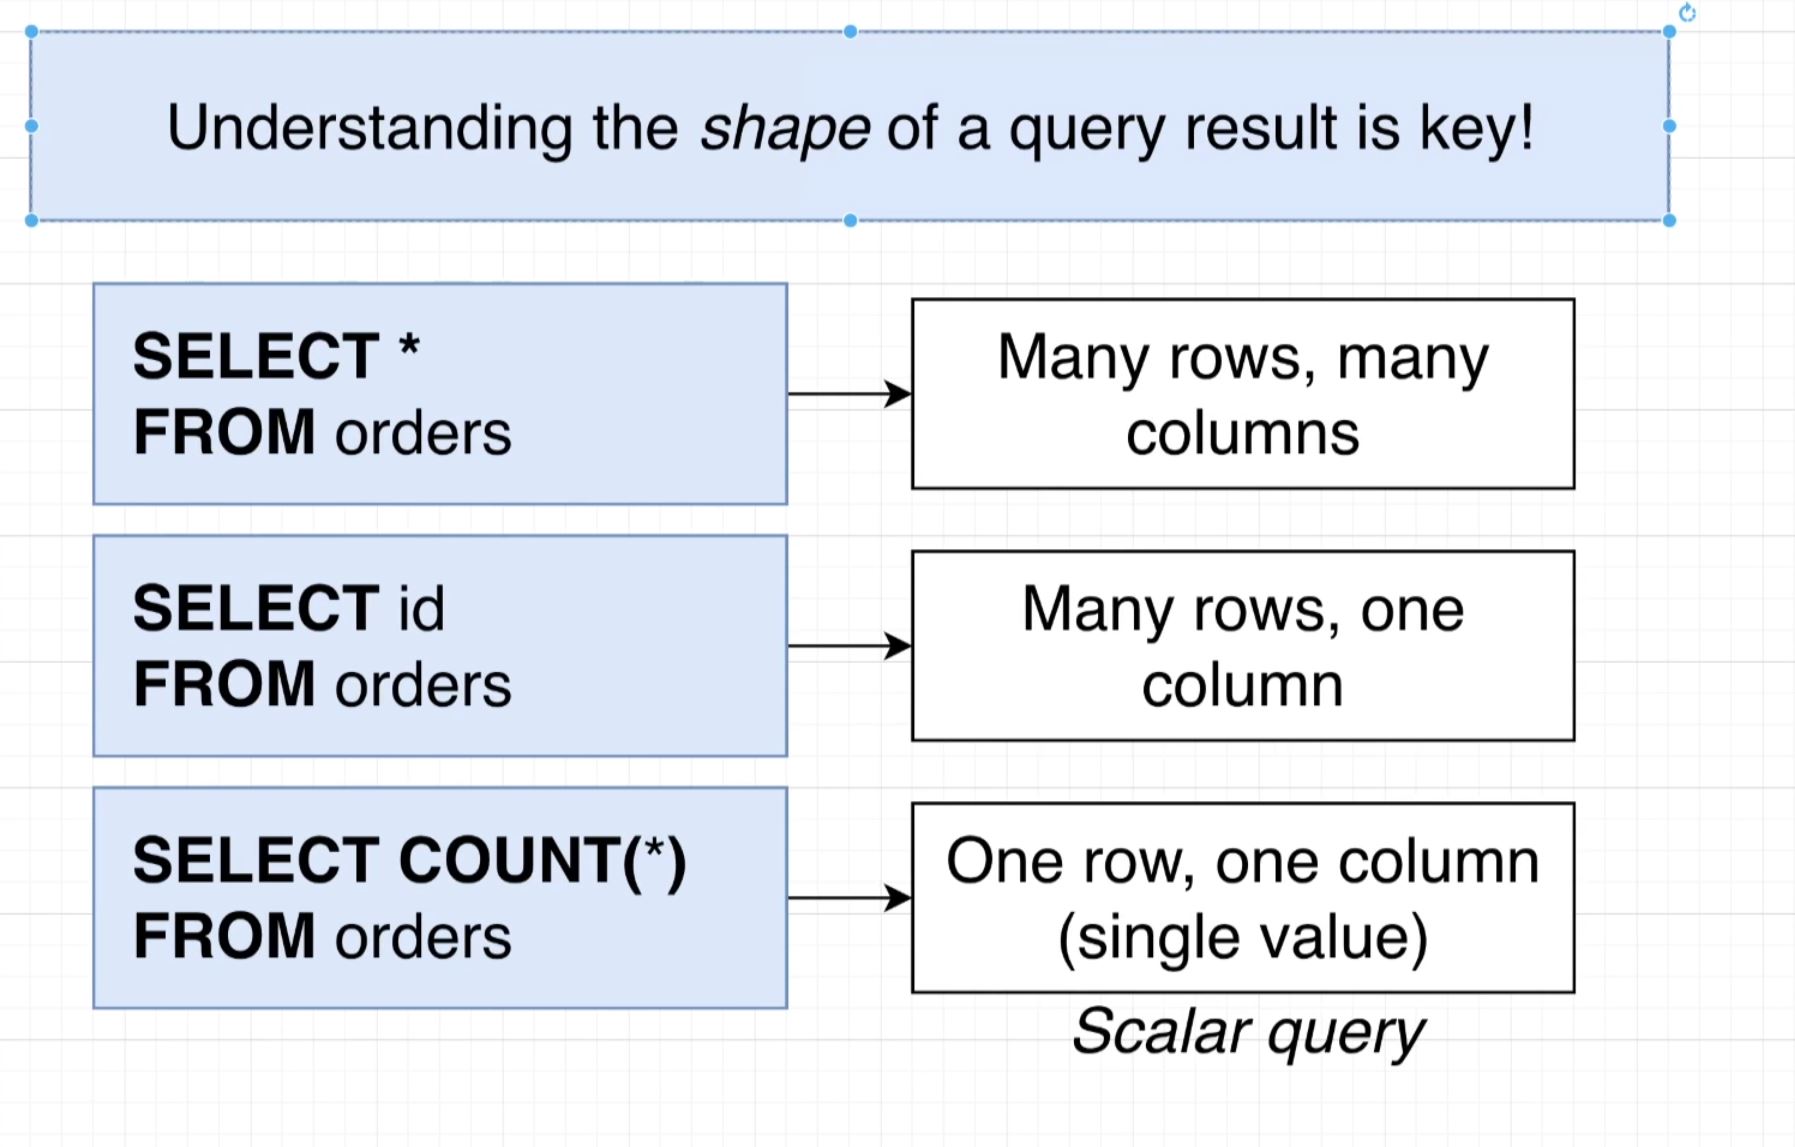 Understanding the shape of a query result is key!
SELECT *
FROM orders
Many rows, many
columns
SELECT id
FROM orders
Many rows, one
column
SELECT COUNT(*)
FROM orders
One row, one column
(single value)
Scalar query